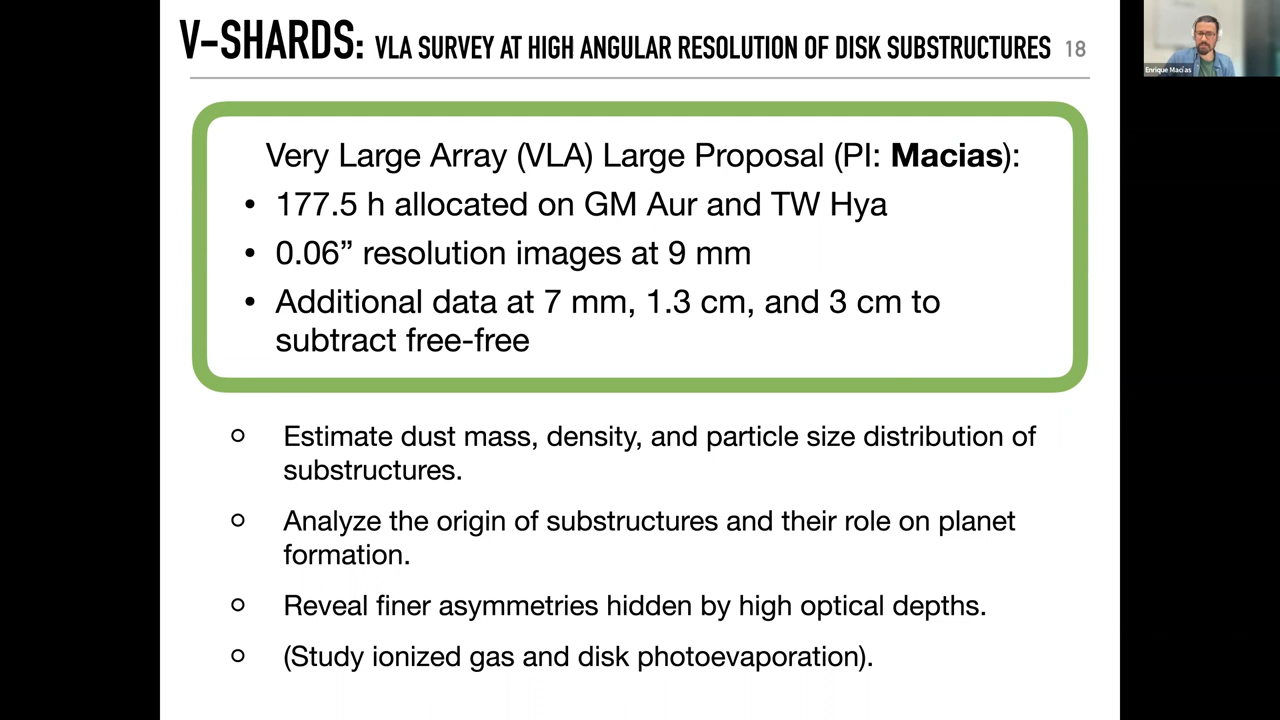 V-SHARDS: VLA SURVEY AT HIGH ANGULAR RESOLUTION OF DISK SUBSTRUCTURES 18
Enrique Macías
Very Large Array (VLA) Large Proposal (PI: Macias):
• 177.5 h allocated on GM Aur and TW Hya
• 0.06” resolution images at 9 mm
• Additional data at 7 mm, 1.3 cm, and 3 cm to
subtract free-free
○ Estimate dust mass, density, and particle size distribution of
substructures.
○ Analyze the origin of substructures and their role on planet
formation.
○ Reveal finer asymmetries hidden by high optical depths.
○ (Study ionized gas and disk photoevaporation).